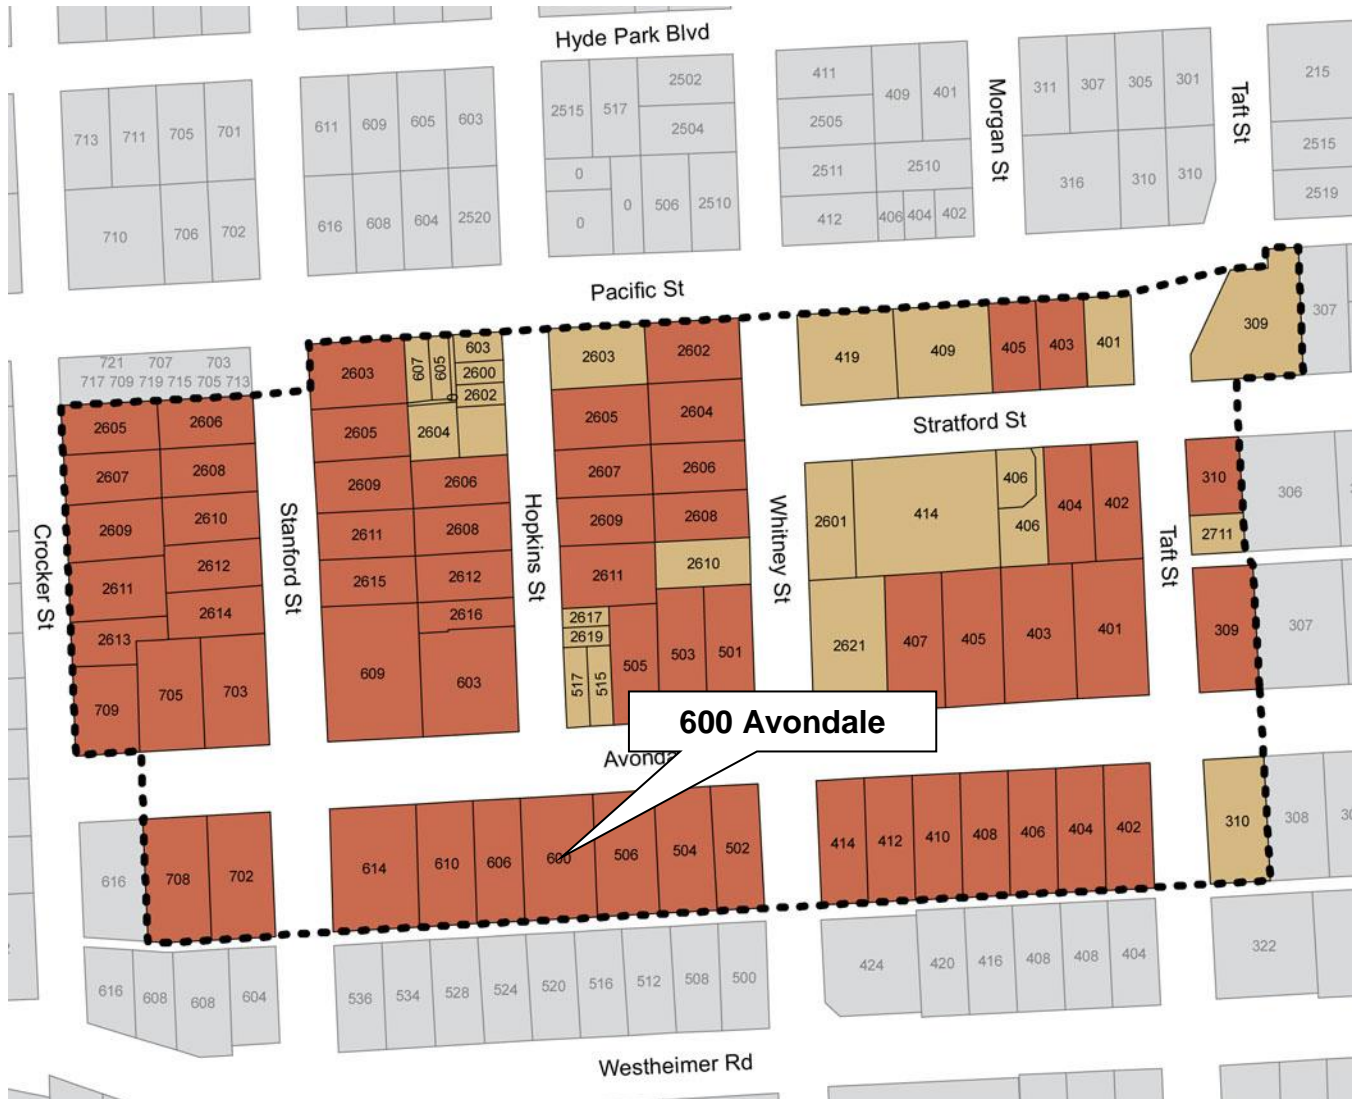 Hyde Park Blvd
713 711 705 701
710 706 702
611 609 605 603
616 608 604 2520
2515 517 2502
2504
0 0 0 506 2510
411 409 401
2505
2511 2510
412 406 404 402
Morgan St
311 307 305 301
316 310 310
Taft St
215
2515
2519
Pacific St
721 707 703
717 709 719 715 705 713
2605 2606
2607 2608
2609 2610
2611 2612
2613 2614
709 705 703
Crocker St
Stanford St
2603 607 605 603
2600
2602
0
2605 2604
2609 2606
2611 2608
2615 2612
2616
609 603
Hopkins St
2603 2602
2605 2604
2607 2606
2609 2608
2611 2610
2617
2619
517 515 505 503 501
Whitney St
419 409 405 403 401
309
307
Stratford St
2601 414 406 406 404 402
2621 407 405 403 401
Taft St
310
2711
306
309
307
600 Avondale
Avonda
616 708 702
614 610 606 600 506 504 502
414 412 410 408 406 404 402
310 308
616 608 608 604
536 534 528 524 520 516 512 508 500
424 420 416 408 408 404
322
Westheimer Rd